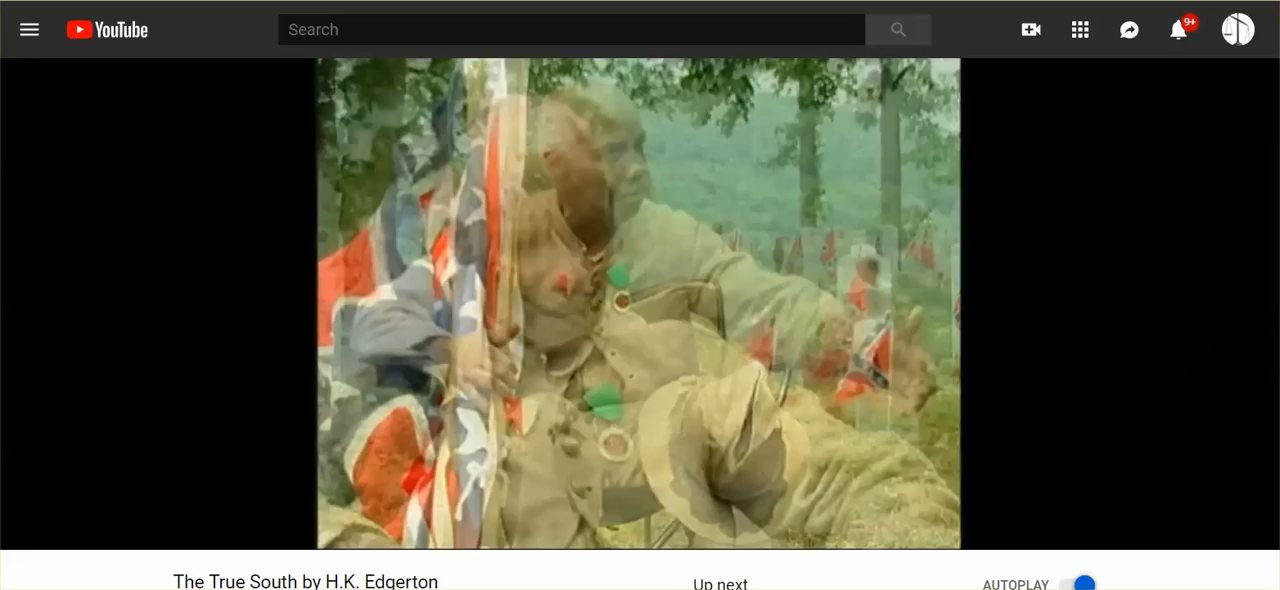 YouTube
Search
9+
The True South by H.K. Edgerton
Up next
AUTOPLAY